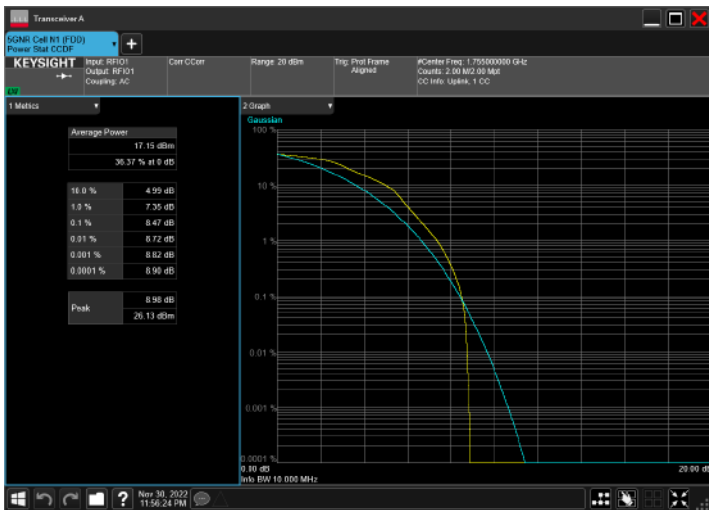 Transceiver A
5GNR Cell N1 (FDD)
Power Stat CCDF
KEYSIGHT
Input: RFIO1
Output: RFIO1
Coupling: AC
Corr CCorr
Range: 20 dBm
Trig: Prot Frame
Aligned
#Center Freq: 1.755000000 GHz
Counts: 2.00 M/2.00 Mpt
CC Info: Uplink, 1 CC
1 Metrics
Average Power
17.15 dBm
36.37 % at 0 dB
10.0 % 4.99 dB
1.0 % 7.35 dB
0.1 % 8.47 dB
0.01 % 8.72 dB
0.001 % 8.82 dB
0.0001 % 8.90 dB
Peak
8.98 dB
26.13 dBm
2 Graph
Gaussian
100 %
10 %
1 %
0.1 %
0.01 %
0.001 %
0.0001 %
0.00 dB
20.00 dB
Info BW 10.000 MHz
?
Nov 30, 2022
11:56:24 PM